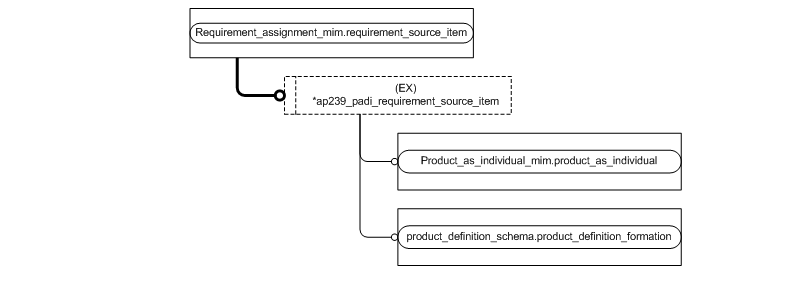 Requirement_assignment_mim.requirement_source_item
(EX)
*ap239_padi_requirement_source_item
Product_as_individual_mim.product_as_individual
product_definition_schema.product_definition_formation